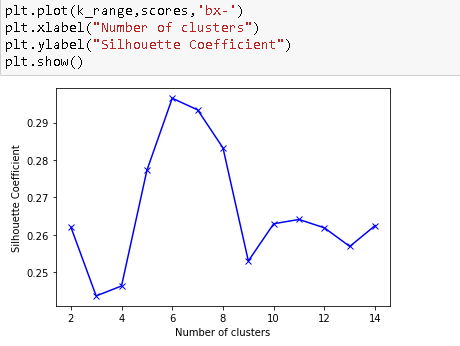 plt.plot(k_range,scores,'bx-')
plt.xlabel("Number of clusters")
plt.ylabel("Silhouette Coefficient")
plt.show()
0.29
0.28
0.27
0.26
0.25
Silhouette Coefficient
2 4 6 8 10 12 14
Number of clusters